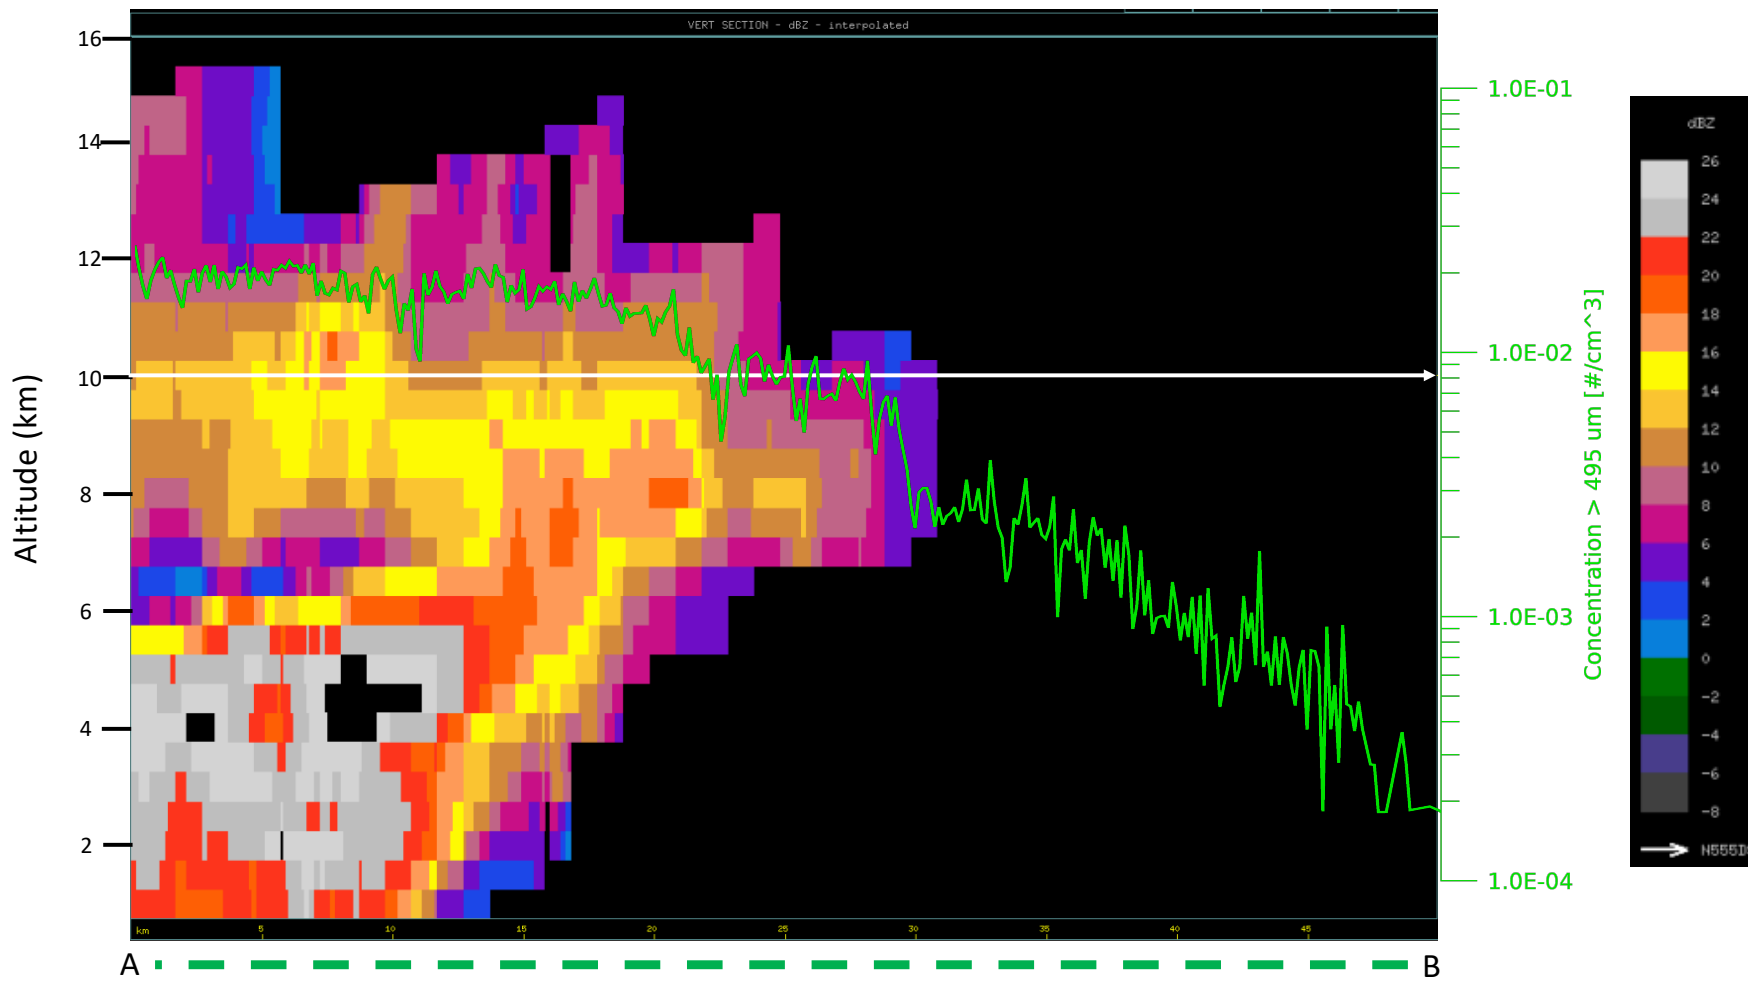 VERT SECTION - dBZ - interpolated
16
14
12
10
8
6
4
2
Altitude (km)
km 5 10 15 20 25 30 35 40 45
A B
1.0E-01
1.0E-02
1.0E-03
1.0E-04
Concentration > 495 um [#/cm^3]
dBZ
26
24
22
20
18
16
14
12
10
8
6
4
2
0
-2
-4
-6
-8
N555D